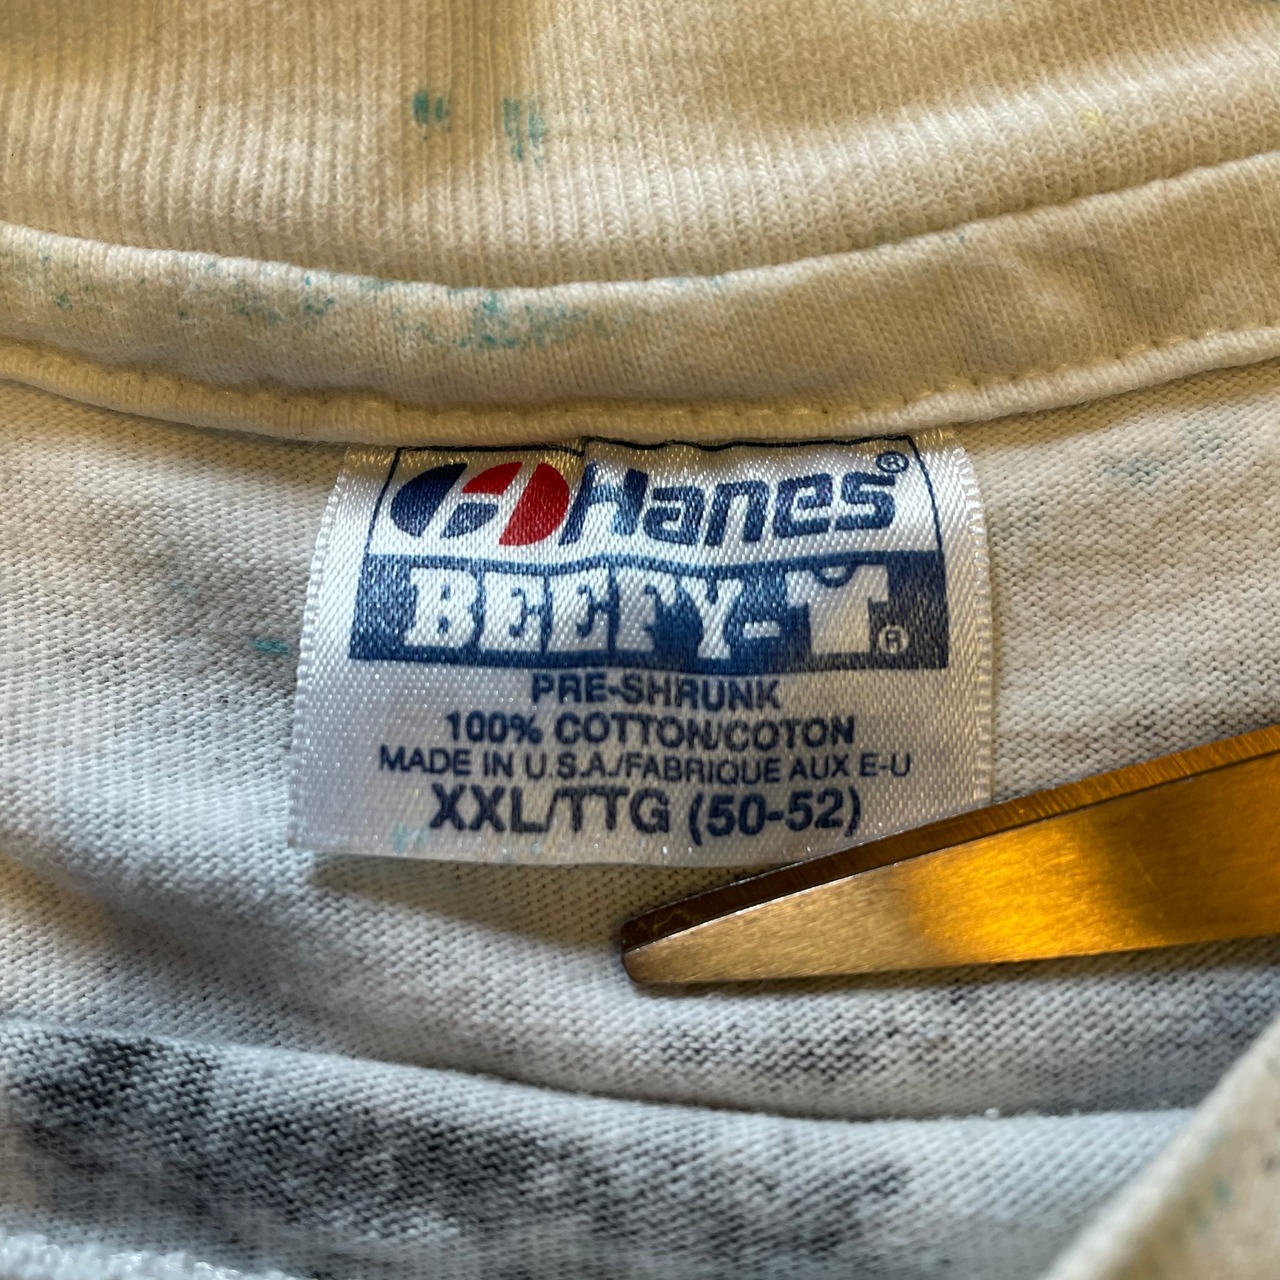 Hanes®
BEEFY-T®
PRE-SHRUNK
100% COTTON/COTON
MADE IN U.S.A./FABRIQUE AUX E-U
XXL/TTG (50-52)